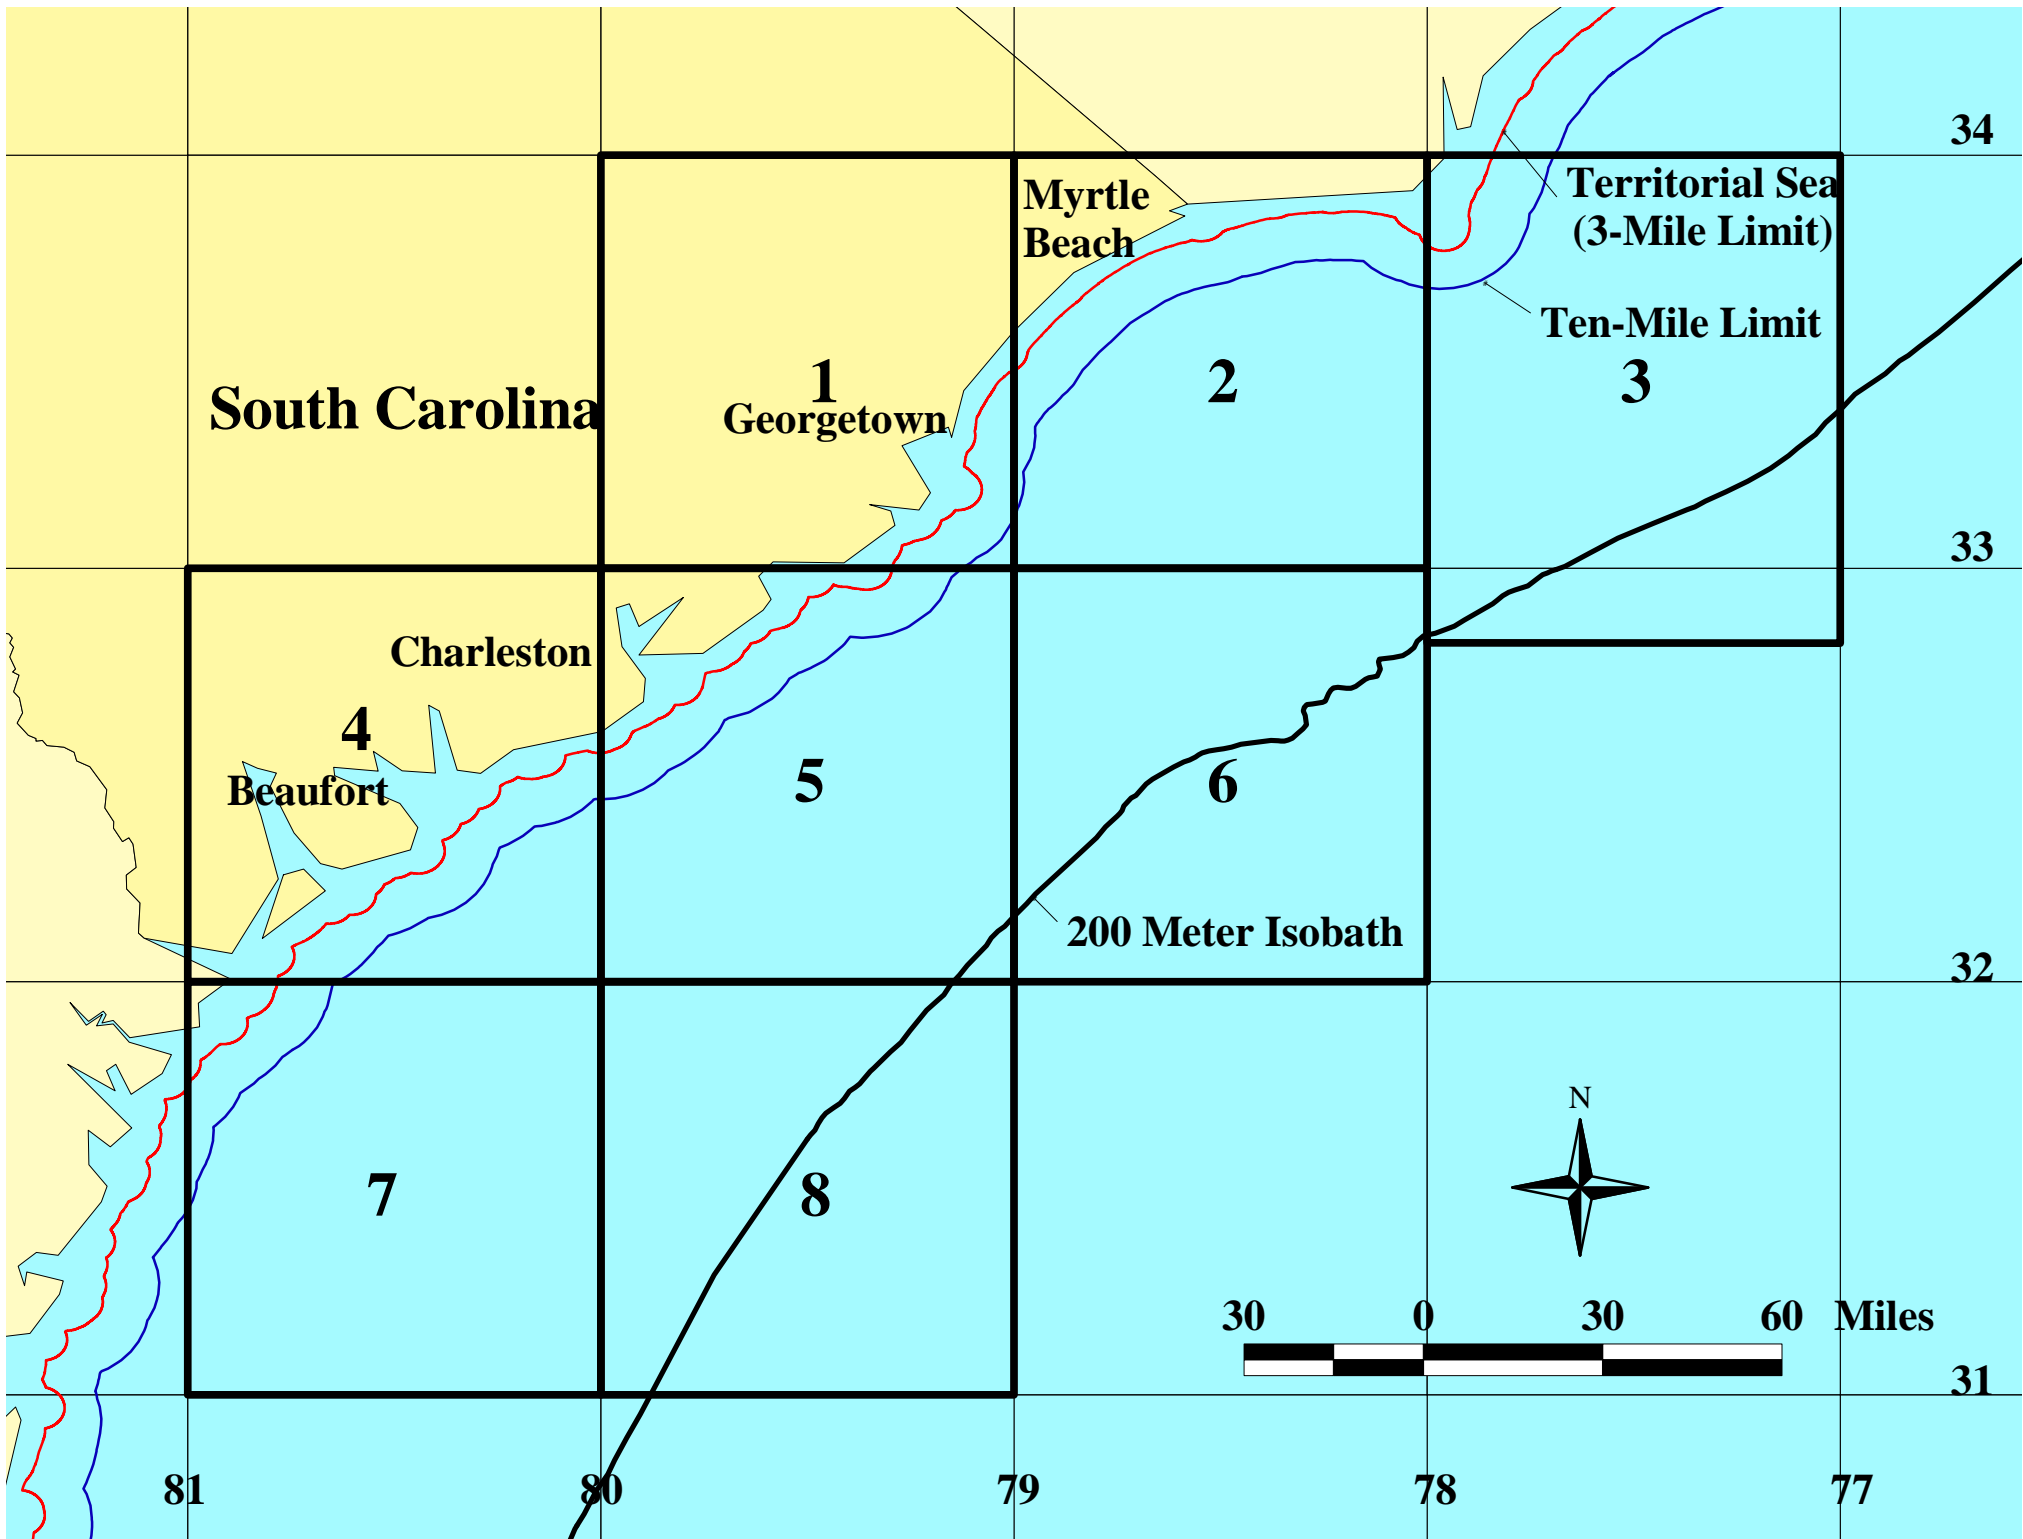 34
Myrtle
Beach
Territorial Sea
(3-Mile Limit)
Ten-Mile Limit
1
2
3
South Carolina
Georgetown
33
Charleston
4
Beaufort
5
6
200 Meter Isobath
32
N
7
8
30 0 30 60 Miles
31
81 80 79 78 77